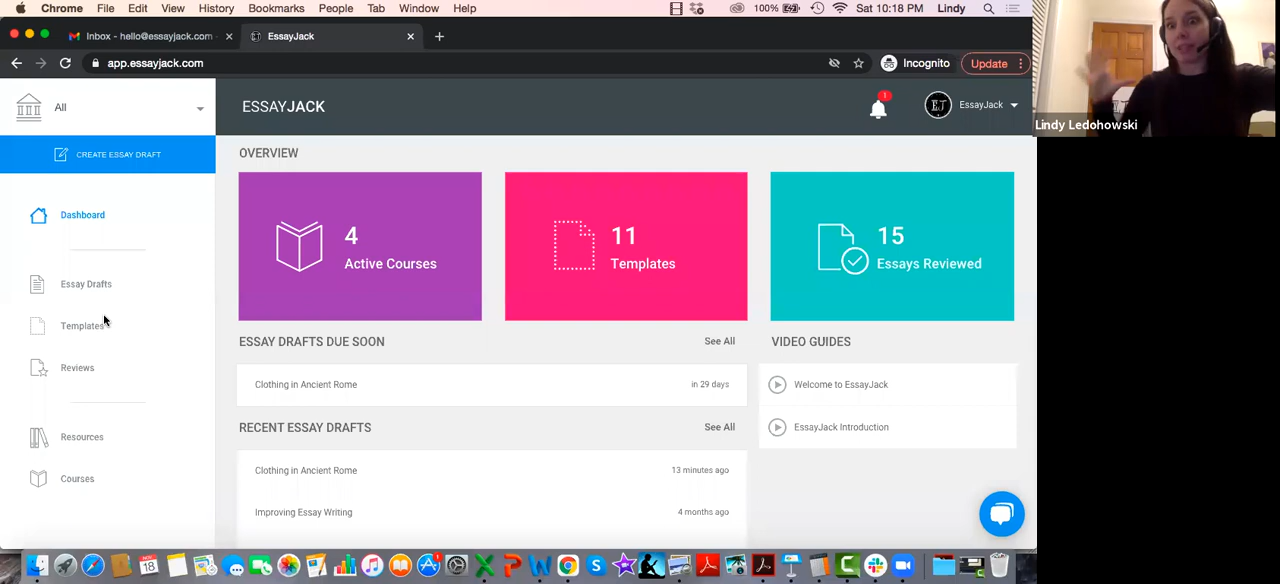 Chrome File Edit View History Bookmarks People Tab Window Help 100% Sat 10:18 PM Lindy
Inbox - hello@essayjack.com EssayJack
app.essayjack.com Incognito Update
Lindy Ledohowski
All ESSAYJACK 1 EJ EssayJack
CREATE ESSAY DRAFT
OVERVIEW
Dashboard
4 11 15
Active Courses Templates Essays Reviewed
Essay Drafts
Templates
ESSAY DRAFTS DUE SOON See All VIDEO GUIDES
Reviews
Clothing in Ancient Rome in 29 days Welcome to EssayJack
RECENT ESSAY DRAFTS See All EssayJack Introduction
Resources
Clothing in Ancient Rome 13 minutes ago
Courses
Improving Essay Writing 4 months ago
NOV
18